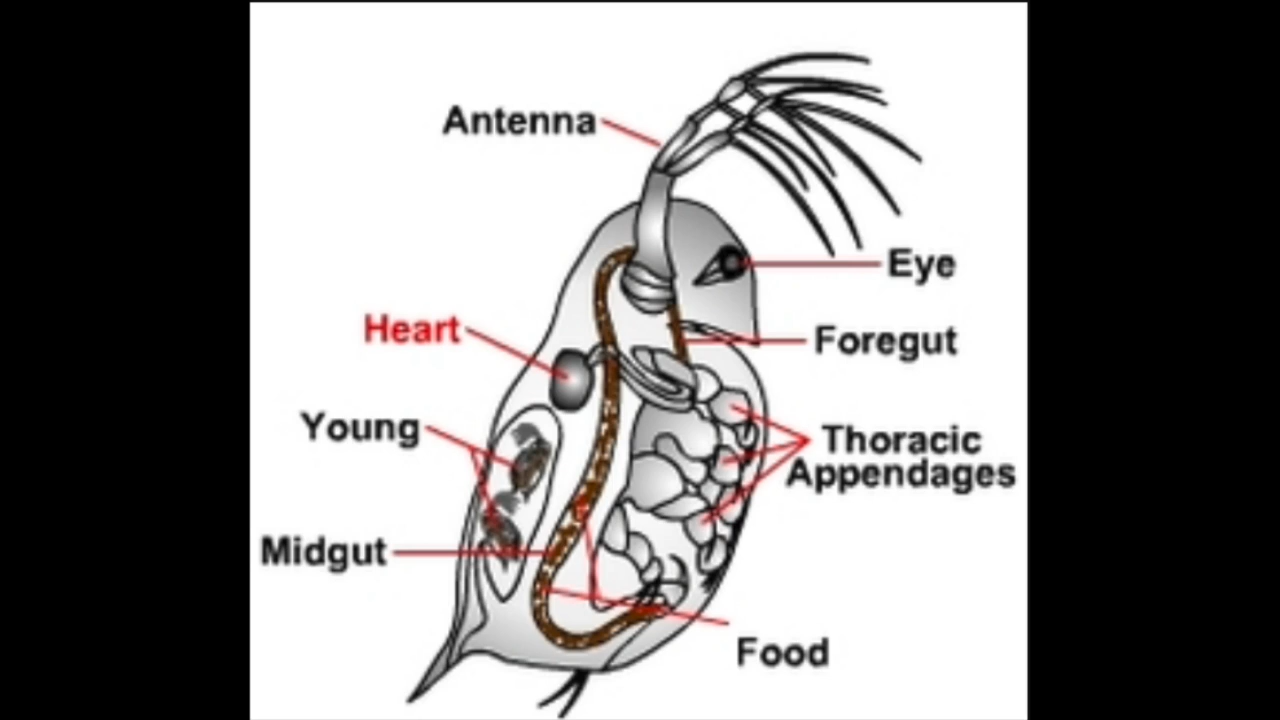 Antenna
Eye
Heart
Foregut
Young
Thoracic
Appendages
Midgut
Food